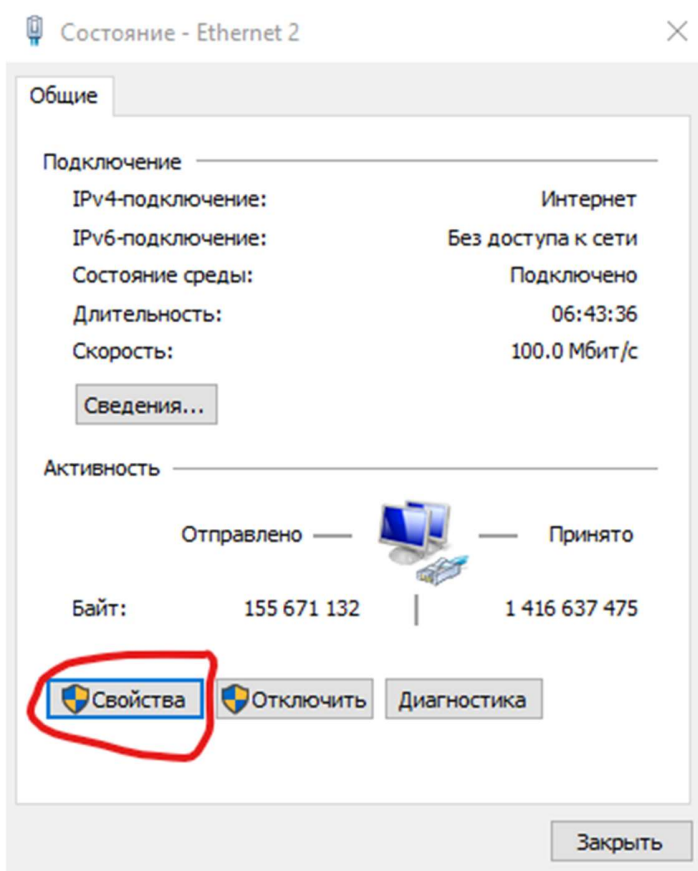 Состояние - Ethernet 2
Общие
Подключение
IPv4-подключение: Интернет
IPv6-подключение: Без доступа к сети
Состояние среды: Подключено
Длительность: 06:43:36
Скорость: 100.0 Мбит/с
Сведения...
Активность
Отправлено — Принято
Байт: 155 671 132 1 416 637 475
Свойства Отключить Диагностика
Закрыть